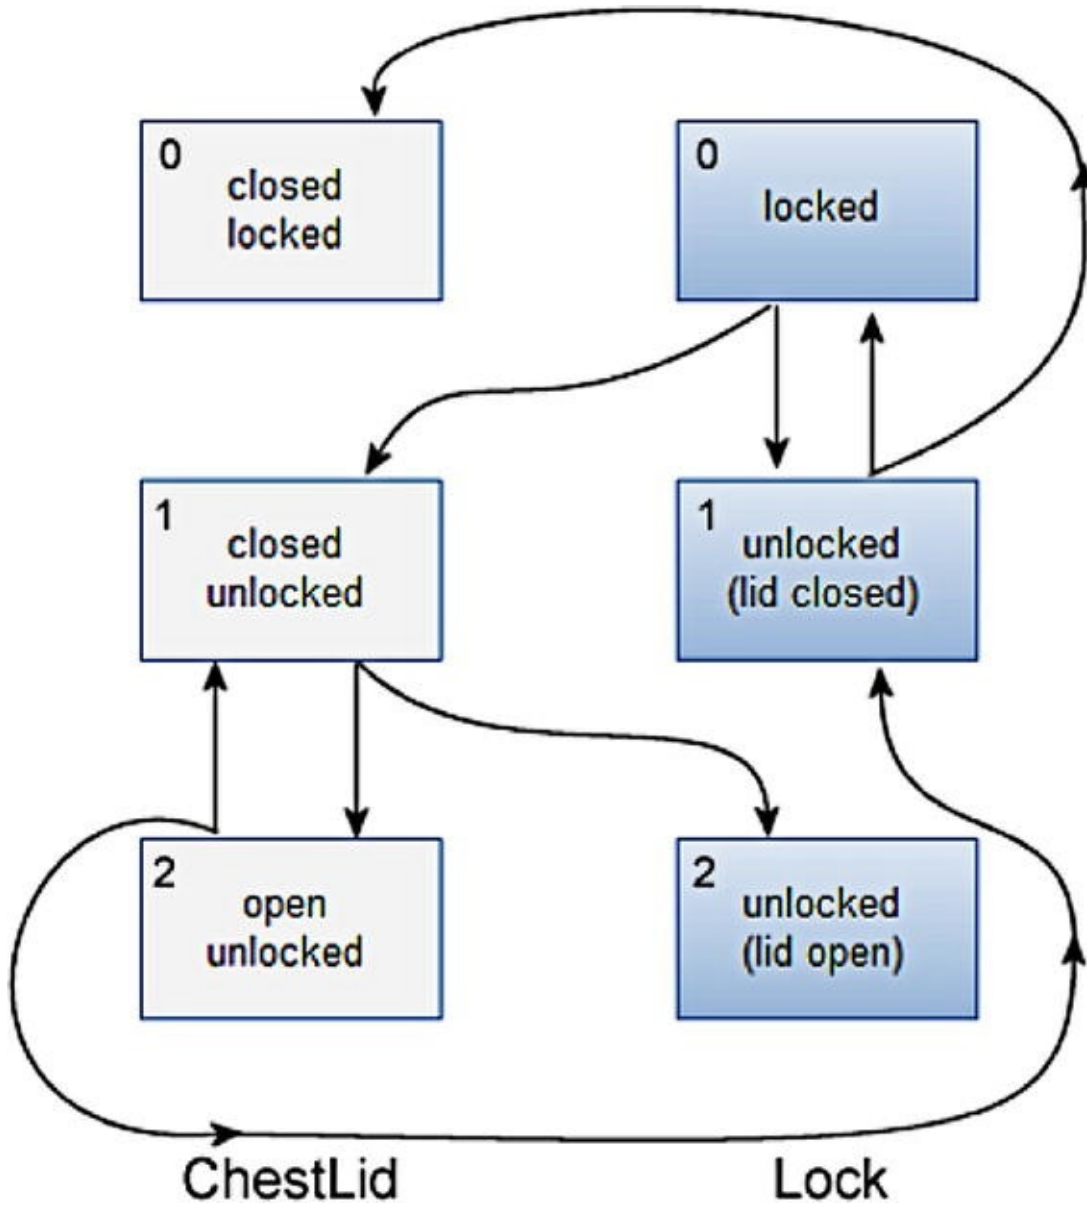 0
closed
locked
0
locked
1
closed
unlocked
1
unlocked
(lid closed)
2
open
unlocked
2
unlocked
(lid open)
ChestLid
Lock